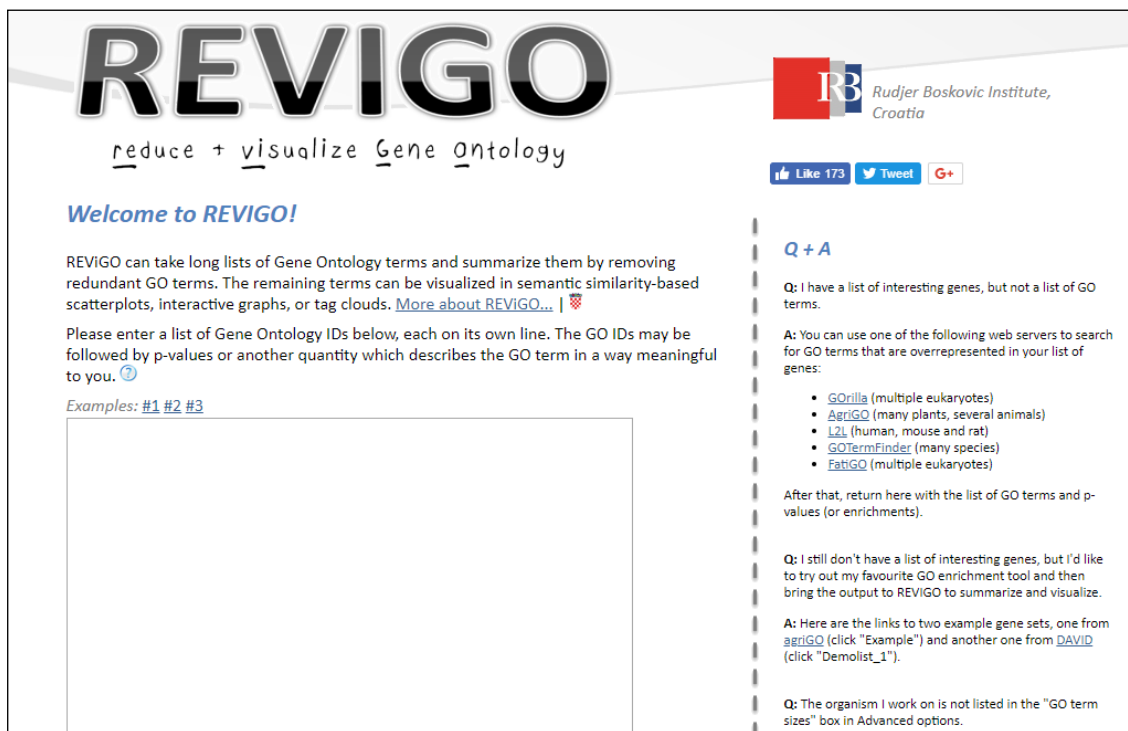 REVIGO
reduce + visualize Gene Ontology
Rudjer Boskovic Institute,
Croatia
RB
Like 173
Tweet
G+
Welcome to REVIGO!
REViGO can take long lists of Gene Ontology terms and summarize them by removing
redundant GO terms. The remaining terms can be visualized in semantic similarity-based
scatterplots, interactive graphs, or tag clouds. More about REViGO... |
Please enter a list of Gene Ontology IDs below, each on its own line. The GO IDs may be
followed by p-values or another quantity which describes the GO term in a way meaningful
to you. ?
Examples: #1 #2 #3
Q + A
Q: I have a list of interesting genes, but not a list of GO
terms.
A: You can use one of the following web servers to search
for GO terms that are overrepresented in your list of
genes:
• GOrilla (multiple eukaryotes)
• AgriGO (many plants, several animals)
• L2L (human, mouse and rat)
• GOTermFinder (many species)
• FatiGO (multiple eukaryotes)
After that, return here with the list of GO terms and p-
values (or enrichments).
Q: I still don't have a list of interesting genes, but I'd like
to try out my favourite GO enrichment tool and then
bring the output to REVIGO to summarize and visualize.
A: Here are the links to two example gene sets, one from
agriGO (click "Example") and another one from DAVID
(click "Demolist_1").
Q: The organism I work on is not listed in the "GO term
sizes" box in Advanced options.